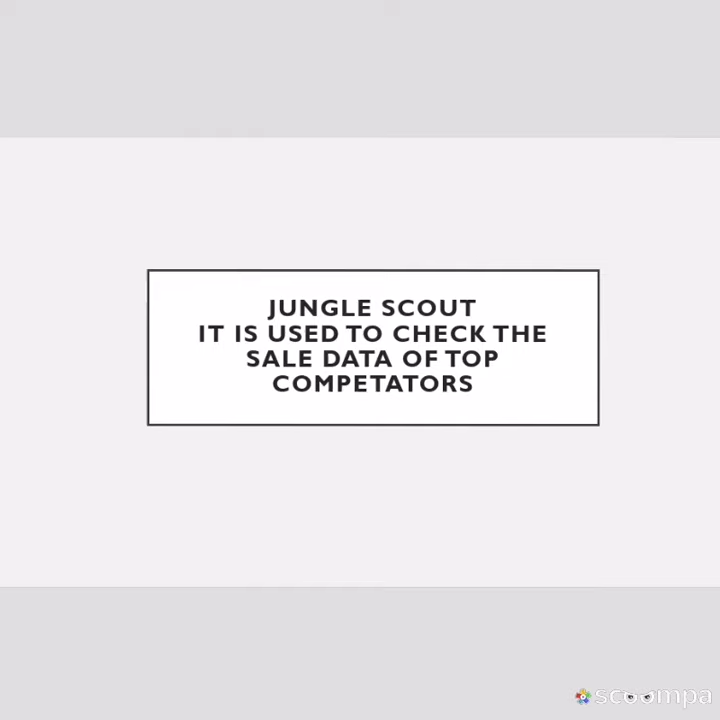 JUNGLE SCOUT
IT IS USED TO CHECK THE
SALE DATA OF TOP
COMPETATORS
scoompa